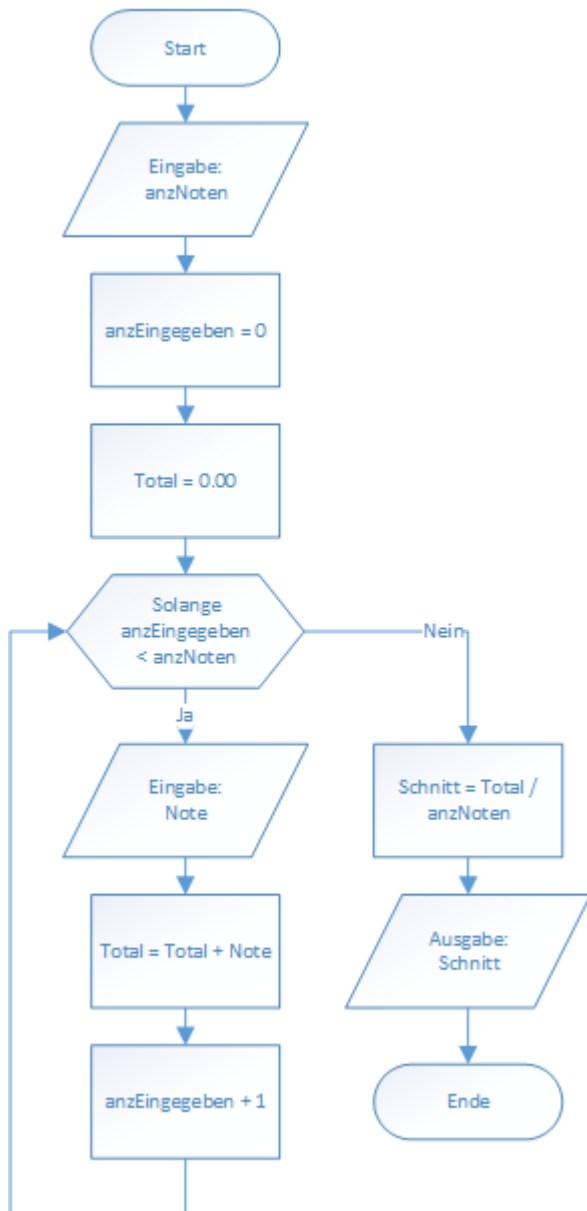 Start
Eingabe:
anzNoten
anzEingegeben = 0
Total = 0.00
Solange
anzEingegeben
< anzNoten
Nein
Ja
Eingabe:
Note
Schnitt = Total /
anzNoten
Total = Total + Note
Ausgabe:
Schnitt
anzEingegeben + 1
Ende